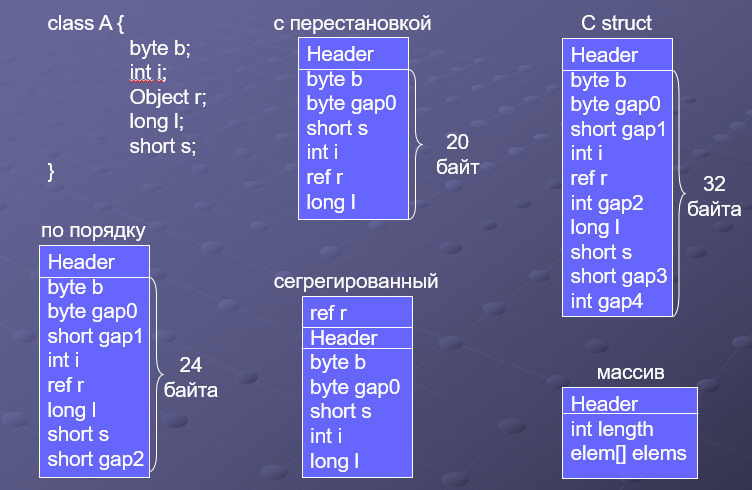 class A {
byte b;
int i;
Object r;
long l;
short s;
}
с перестановкой
Header
byte b
byte gap0
short s
int i
ref r
long l
20
байт
C struct
Header
byte b
byte gap0
short gap1
int i
ref r
int gap2
long l
short s
short gap3
int gap4
32
байта
по порядку
Header
byte b
byte gap0
short gap1
int i
ref r
long l
short s
short gap2
24
байта
сегрегированный
ref r
Header
byte b
byte gap0
short s
int i
long l
массив
Header
int length
elem[] elems